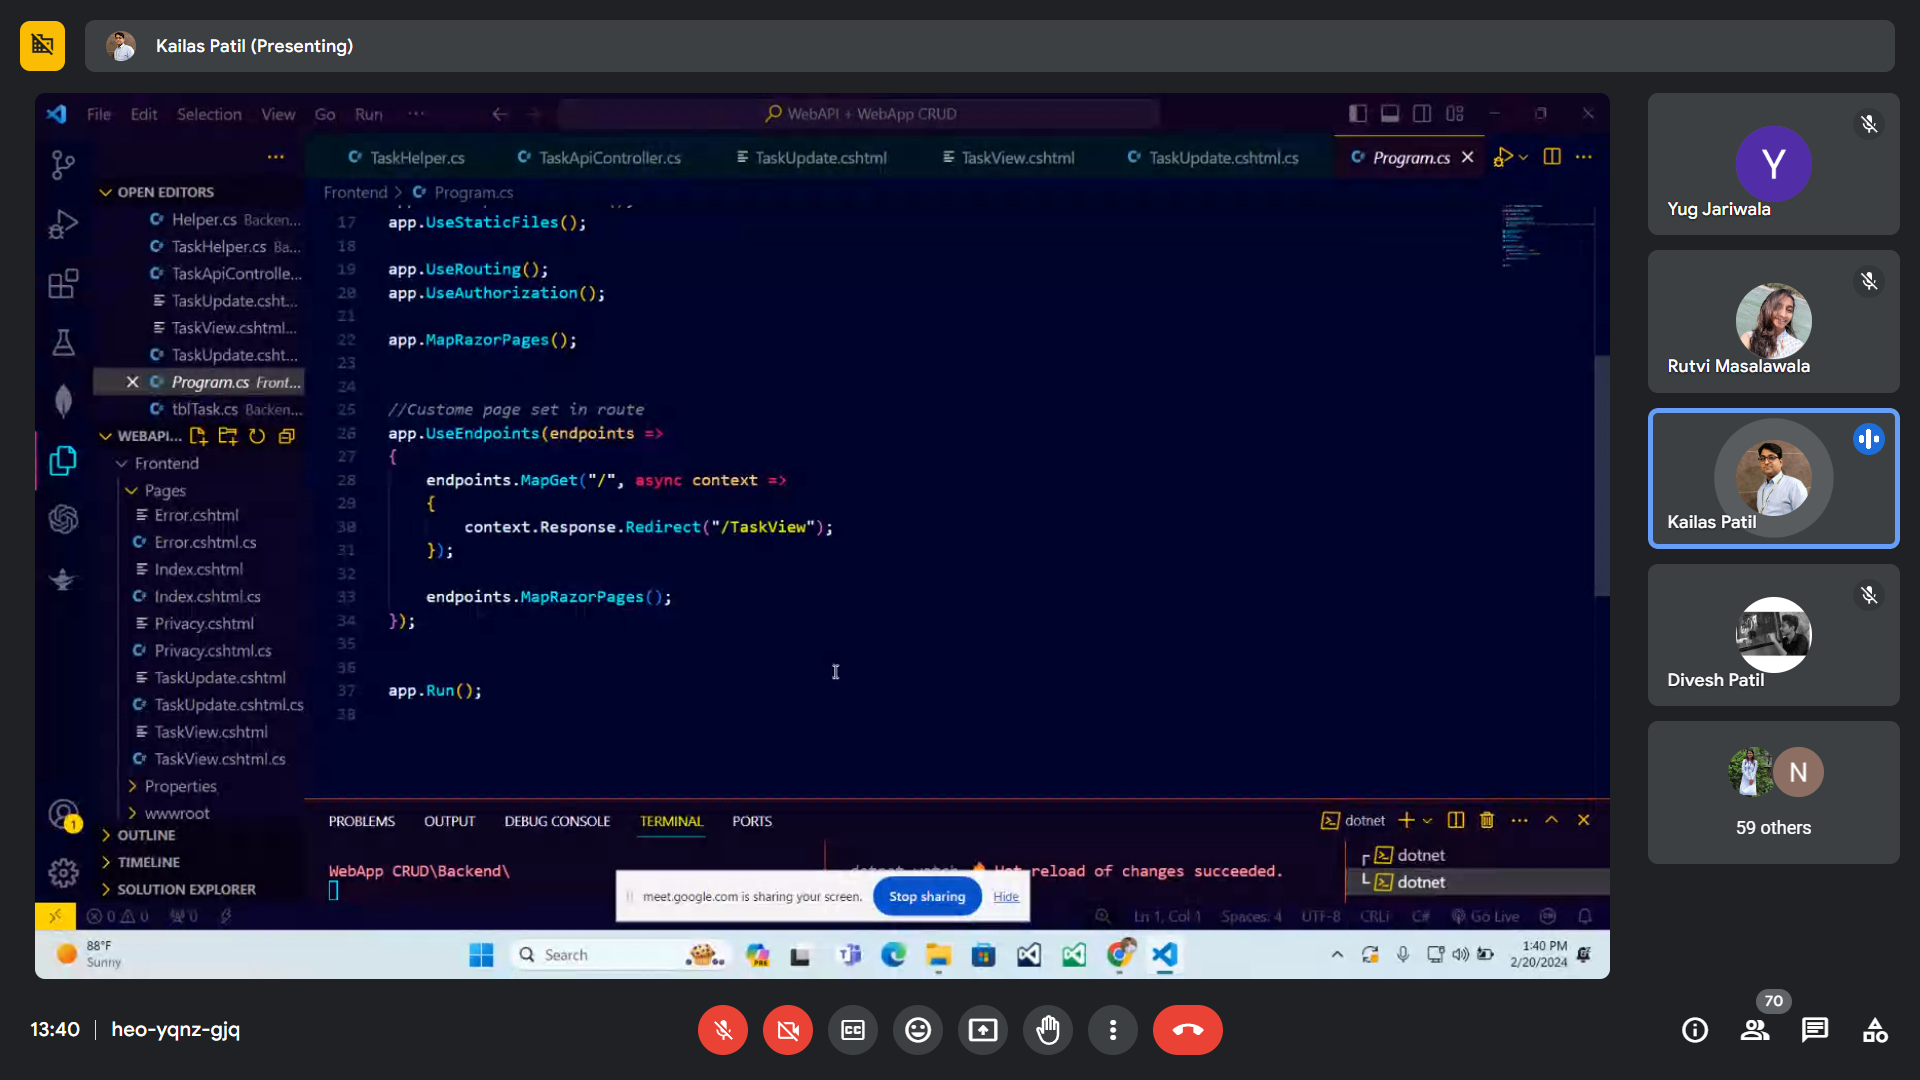 Kailas Patil (Presenting)
File Edit Selection View Go Run ...
WebAPI + WebApp CRUD
TaskHelper.cs TaskApiController.cs TaskUpdate.cshtml TaskView.cshtml TaskUpdate.cshtml.cs Program.cs
Frontend > Program.cs
OPEN EDITORS
Helper.cs Backen...
TaskHelper.cs Ba...
TaskApiControlle...
TaskUpdate.csht...
TaskView.cshtml...
TaskUpdate.csht...
Program.cs Front...
tblTask.cs Backen...
WEBAPI...
Frontend
Pages
Error.cshtml
Error.cshtml.cs
Index.cshtml
Index.cshtml.cs
Privacy.cshtml
Privacy.cshtml.cs
TaskUpdate.cshtml
TaskUpdate.cshtml.cs
TaskView.cshtml
TaskView.cshtml.cs
Properties
wwwroot
OUTLINE
TIMELINE
SOLUTION EXPLORER
17 app.UseStaticFiles();
18
19 app.UseRouting();
20 app.UseAuthorization();
21
22 app.MapRazorPages();
23
24
25 //Custome page set in route
26 app.UseEndpoints(endpoints =>
27 {
28 endpoints.MapGet("/", async context =>
29 {
30 context.Response.Redirect("/TaskView");
31 });
32
33 endpoints.MapRazorPages();
34 });
35
36
37 app.Run();
38
PROBLEMS OUTPUT DEBUG CONSOLE TERMINAL PORTS
dotnet
WebApp CRUD\Backend\
dotnet watch 🔥 Hot reload of changes succeeded.
dotnet
dotnet
meet.google.com is sharing your screen. Stop sharing Hide
0 0 0
Ln 1, Col 1 Spaces: 4 UTF-8 CRLF C# Go Live
1
88°F
Sunny
Search
PRE
1:40 PM
2/20/2024
Y
Yug Jariwala
Rutvi Masalawala
Kailas Patil
Divesh Patil
N
59 others
13:40 | heo-yqnz-gjq
70